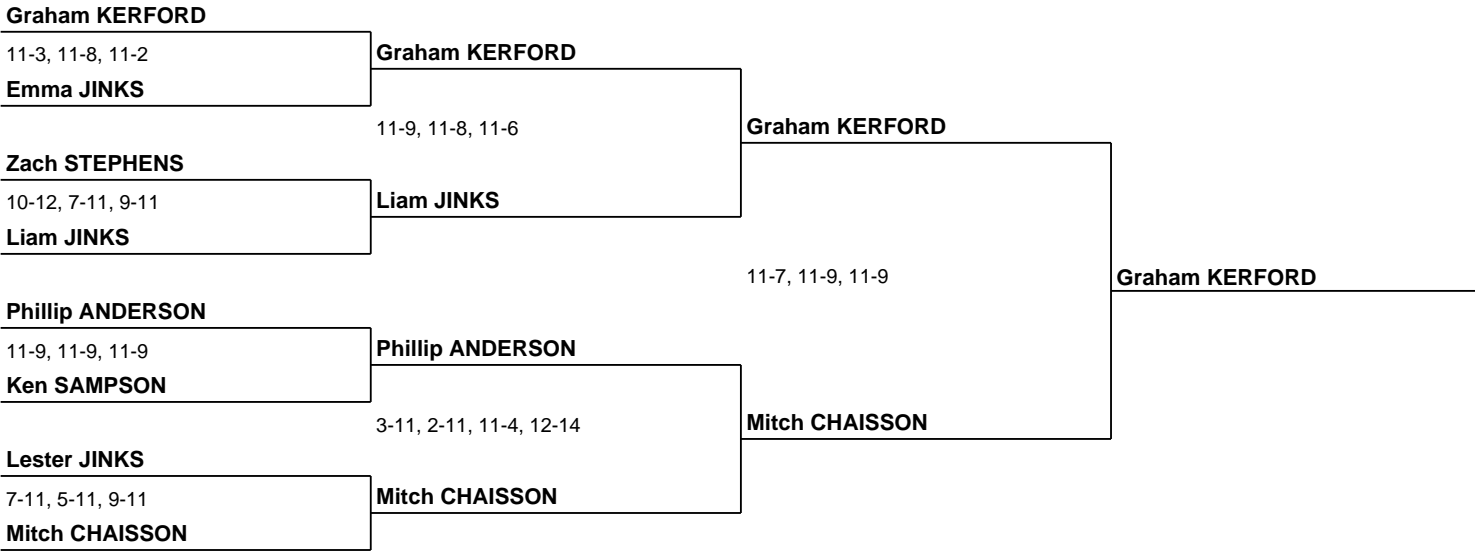 Graham KERFORD
11-3, 11-8, 11-2
Emma JINKS
Zach STEPHENS
10-12, 7-11, 9-11
Liam JINKS
Phillip ANDERSON
11-9, 11-9, 11-9
Ken SAMPSON
Lester JINKS
7-11, 5-11, 9-11
Mitch CHAISSON
Graham KERFORD
11-9, 11-8, 11-6
Liam JINKS
Phillip ANDERSON
3-11, 2-11, 11-4, 12-14
Mitch CHAISSON
Graham KERFORD
11-7, 11-9, 11-9
Mitch CHAISSON
Graham KERFORD